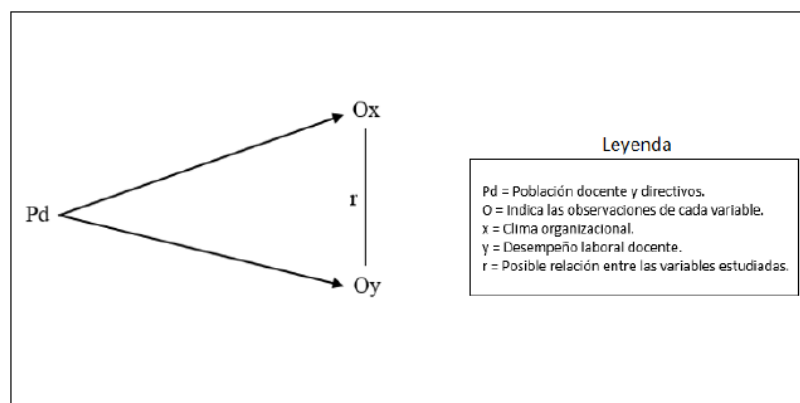 Ox
Leyenda
Pd = Población docente y directivos.
O = Indica las observaciones de cada variable.
x = Clima organizacional.
y = Desempeño laboral docente.
r = Posible relación entre las variables estudiadas.
r
Pd
Oy